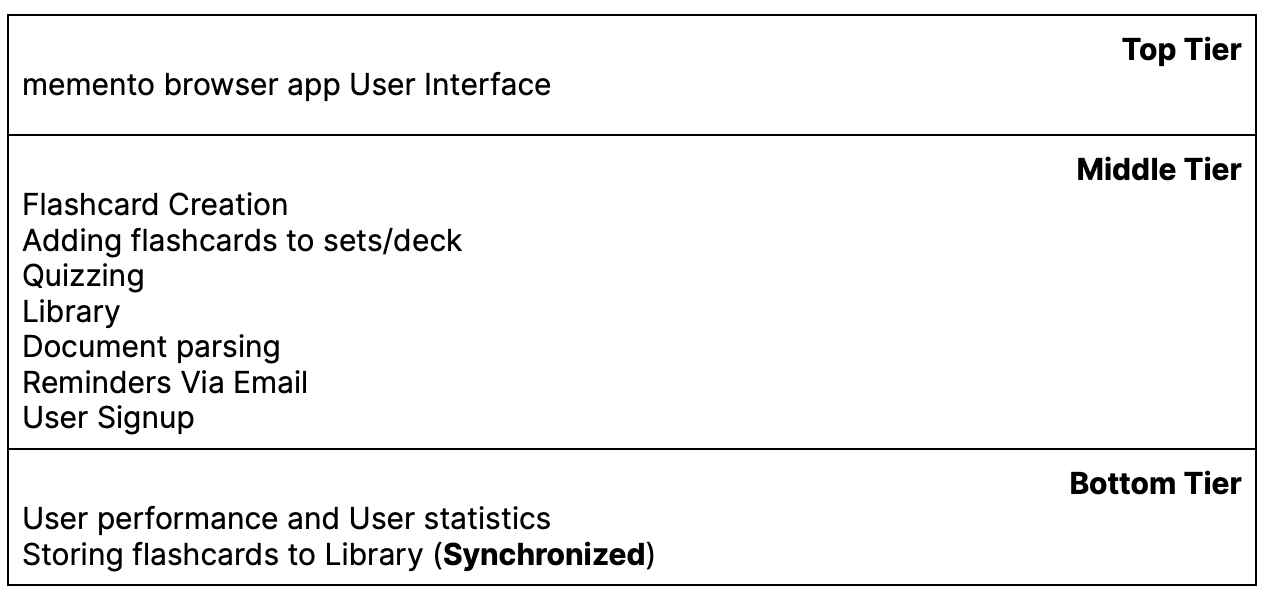 Top Tier
memento browser app User Interface
Middle Tier
Flashcard Creation
Adding flashcards to sets/deck
Quizzing
Library
Document parsing
Reminders Via Email
User Signup
Bottom Tier
User performance and User statistics
Storing flashcards to Library (Synchronized)